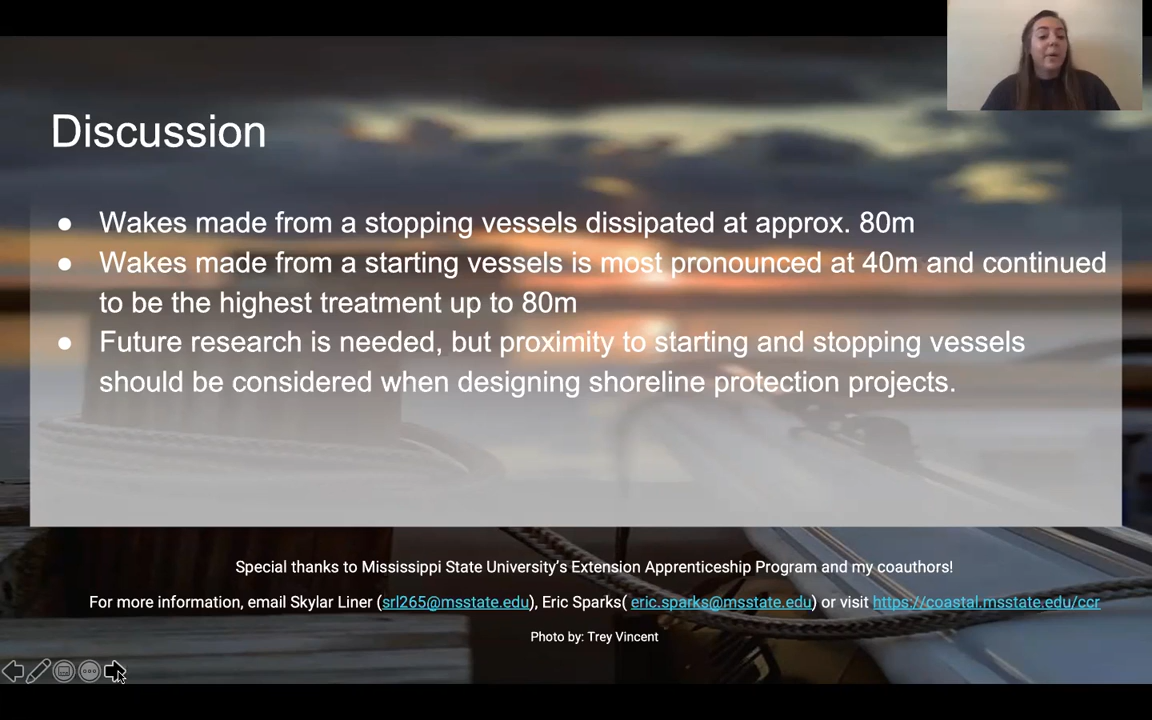 Discussion
● Wakes made from a stopping vessels dissipated at approx. 80m
● Wakes made from a starting vessels is most pronounced at 40m and continued
to be the highest treatment up to 80m
● Future research is needed, but proximity to starting and stopping vessels
should be considered when designing shoreline protection projects.
Special thanks to Mississippi State University’s Extension Apprenticeship Program and my coauthors!
For more information, email Skylar Liner (srl265@msstate.edu), Eric Sparks( eric.sparks@msstate.edu) or visit https://coastal.msstate.edu/ccr
Photo by: Trey Vincent